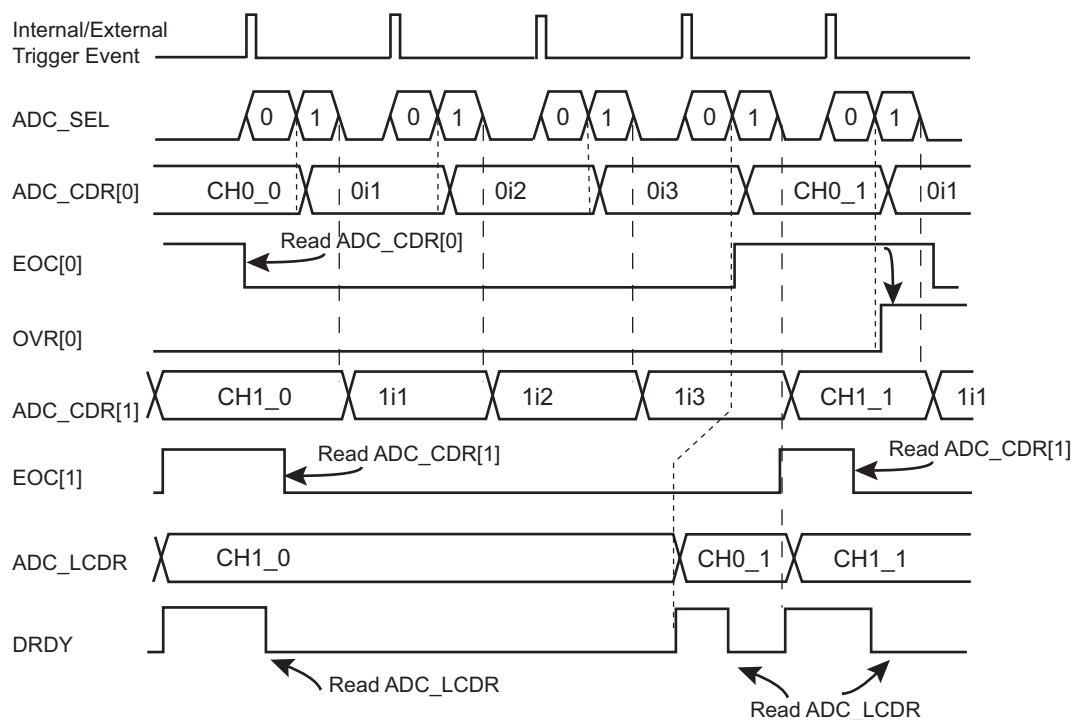 Internal/External
Trigger Event
ADC_SEL 0 1 0 1 0 1 0 1 0 1
ADC_CDR[0] CH0_0 0i1 0i2 0i3 CH0_1 0i1
Read ADC_CDR[0]
EOC[0]
OVR[0]
ADC_CDR[1] CH1_0 1i1 1i2 1i3 CH1_1 1i1
Read ADC_CDR[1] Read ADC_CDR[1]
EOC[1]
ADC_LCDR CH1_0 CH0_1 CH1_1
DRDY
Read ADC_LCDR
Read ADC_LCDR